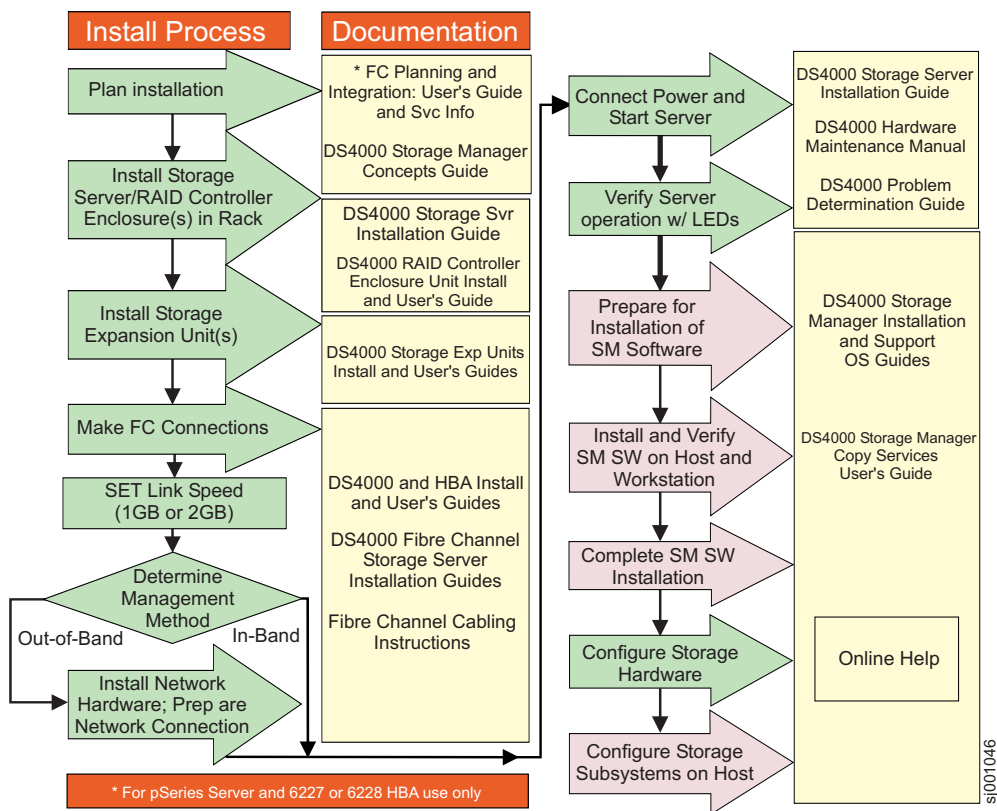 Install Process
Documentation
Plan installation
* FC Planning and
Integration: User's Guide
and Svc Info
DS4000 Storage Manager
Concepts Guide
Install Storage
Server/RAID Controller
Enclosure(s) in Rack
DS4000 Storage Svr
Installation Guide
DS4000 RAID Controller
Enclosure Unit Install
and User's Guide
Install Storage
Expansion Unit(s)
DS4000 Storage Exp Units
Install and User's Guides
Make FC Connections
SET Link Speed
(1GB or 2GB)
Determine
Management
Method
Out-of-Band
In-Band
Install Network
Hardware; Prep are
Network Connection
DS4000 and HBA Install
and User's Guides
DS4000 Fibre Channel
Storage Server
Installation Guides
Fibre Channel Cabling
Instructions
* For pSeries Server and 6227 or 6228 HBA use only
Connect Power and
Start Server
DS4000 Storage Server
Installation Guide
DS4000 Hardware
Maintenance Manual
DS4000 Problem
Determination Guide
Verify Server
operation w/ LEDs
Prepare for
Installation of
SM Software
DS4000 Storage
Manager Installation
and Support
OS Guides
Install and Verify
SM SW on Host and
Workstation
DS4000 Storage Manager
Copy Services
User's Guide
Complete SM SW
Installation
Configure Storage
Hardware
Online Help
Configure Storage
Subsystems on Host
si01046